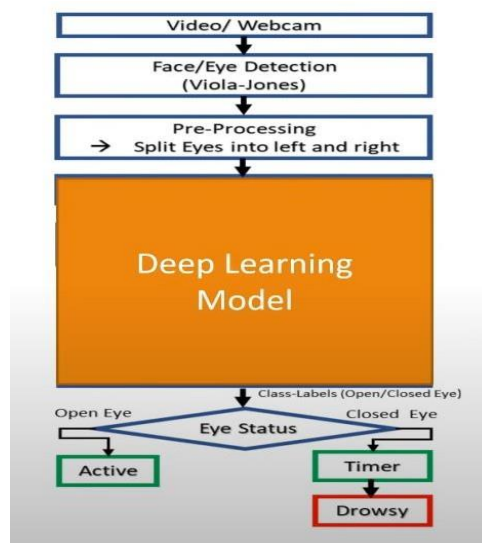 Video/ Webcam
Face/Eye Detection
(Viola-Jones)
Pre-Processing
→ Split Eyes into left and right
Deep Learning
Model
Class-Labels (Open/Closed Eye)
Open Eye
Closed Eye
Eye Status
Active
Timer
Drowsy